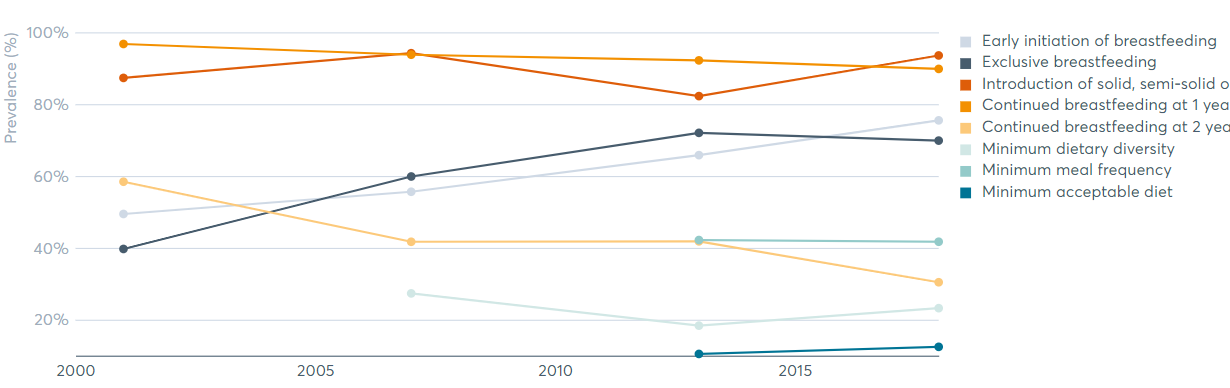 Prevalence (%)
100%
80%
60%
40%
20%
2000 2005 2010 2015
Early initiation of breastfeeding
Exclusive breastfeeding
Introduction of solid, semi-solid o
Continued breastfeeding at 1 yea
Continued breastfeeding at 2 yea
Minimum dietary diversity
Minimum meal frequency
Minimum acceptable diet